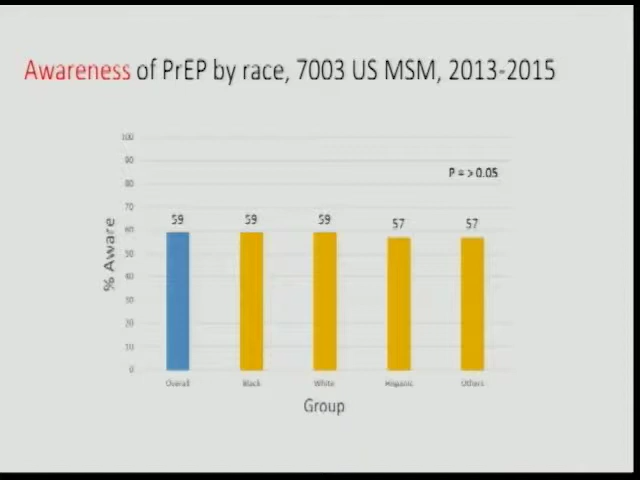 Awareness of PrEP by race, 7003 US MSM, 2013-2015
100
90
P = > 0.05
80
70
59 59 59 57 57
60
50
40
30
20
10
0
% Aware
Overall Black White Hispanic Others
Group